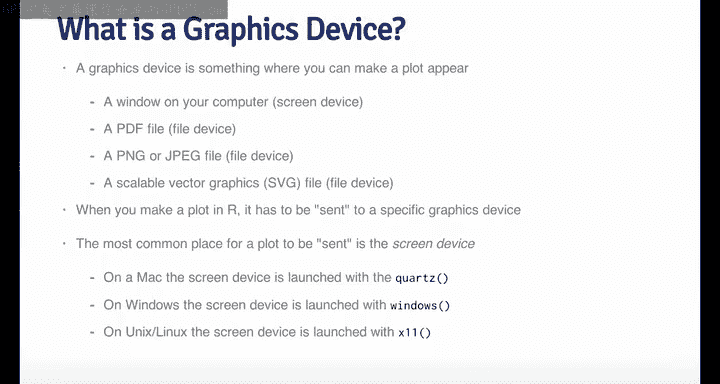 What is a Graphics Device?
· A graphics device is something where you can make a plot appear
- A window on your computer (screen device)
- A PDF file (file device)
- A PNG or JPEG file (file device)
- A scalable vector graphics (SVG) file (file device)
· When you make a plot in R, it has to be "sent" to a specific graphics device
· The most common place for a plot to be "sent" is the screen device
- On a Mac the screen device is launched with the quartz()
- On Windows the screen device is launched with windows()
- On Unix/Linux the screen device is launched with x11()